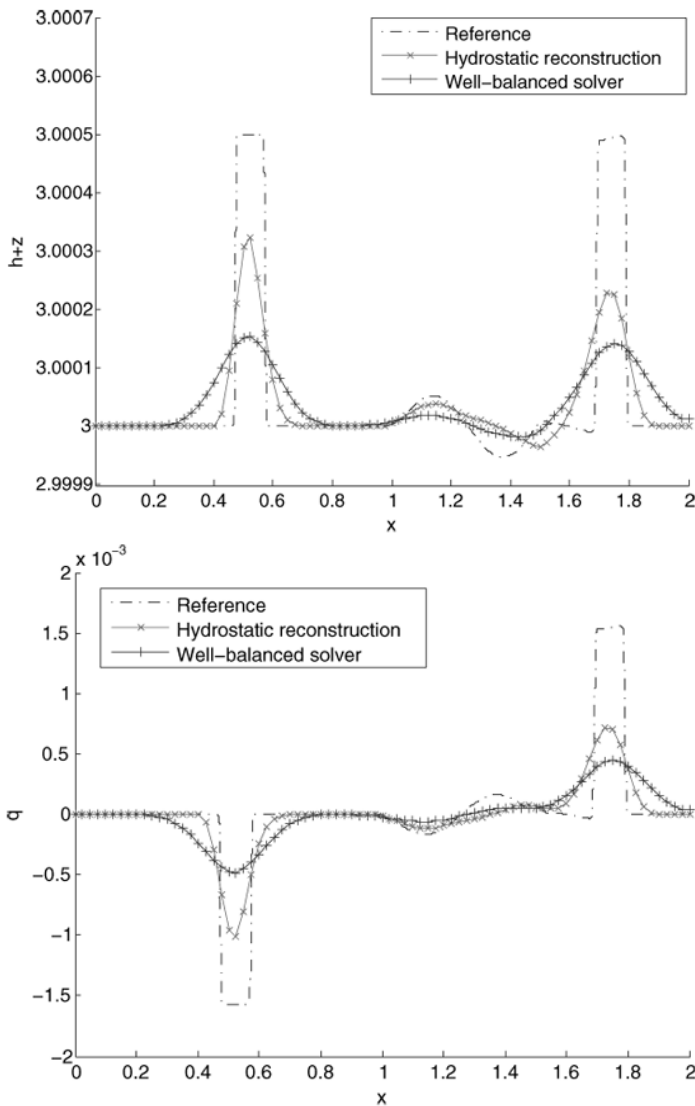 3.0007
3.0006
3.0005
3.0004
3.0003
3.0002
3.0001
3
2.9999
h+z
Reference
Hydrostatic reconstruction
Well-balanced solver
0 0.2 0.4 0.6 0.8 1 1.2 1.4 1.6 1.8 2
x
x 10⁻³
2
1.5
1
0.5
0
−0.5
−1
−1.5
−2
q
Reference
Hydrostatic reconstruction
Well-balanced solver
0 0.2 0.4 0.6 0.8 1 1.2 1.4 1.6 1.8 2
x